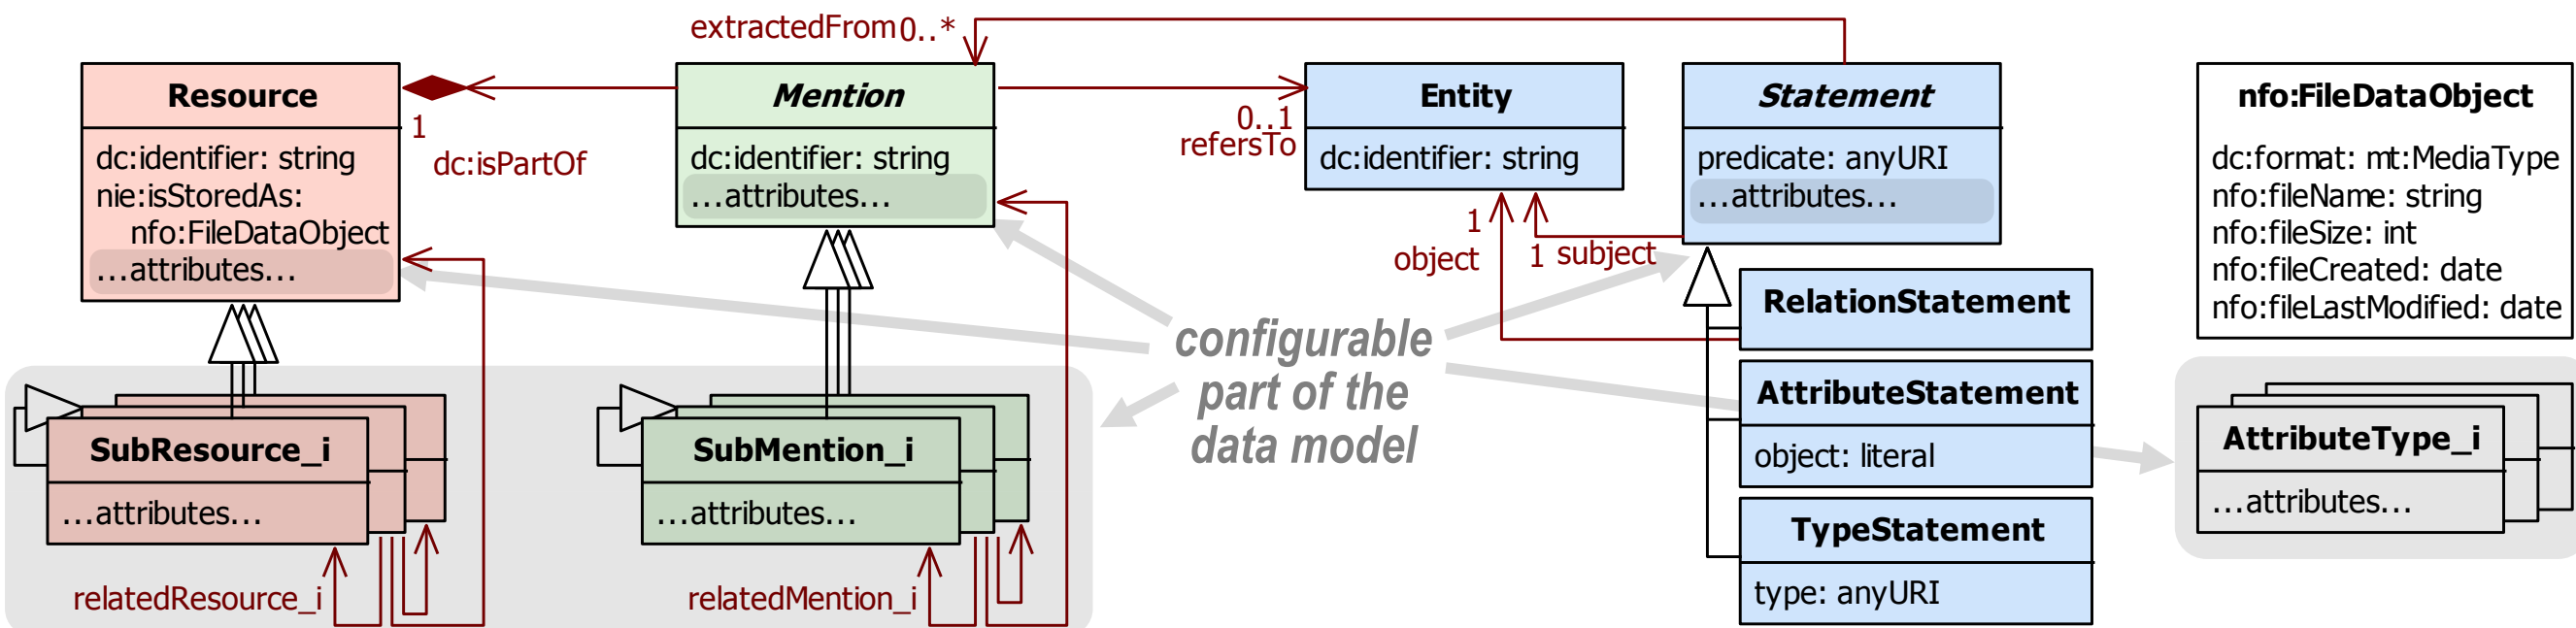 extractedFrom 0..*
Resource
dc:identifier: string
nie:isStoredAs:
nfo:FileDataObject
...attributes...
1
dc:isPartOf
Mention
dc:identifier: string
...attributes...
0..1
refersTo
Entity
dc:identifier: string
Statement
predicate: anyURI
...attributes...
1
object
1 subject
nfo:FileDataObject
dc:format: mt:MediaType
nfo:fileName: string
nfo:fileSize: int
nfo:fileCreated: date
nfo:fileLastModified: date
configurable
part of the
data model
RelationStatement
AttributeStatement
object: literal
TypeStatement
type: anyURI
SubResource_i
...attributes...
relatedResource_i
SubMention_i
...attributes...
relatedMention_i
AttributeType_i
...attributes...